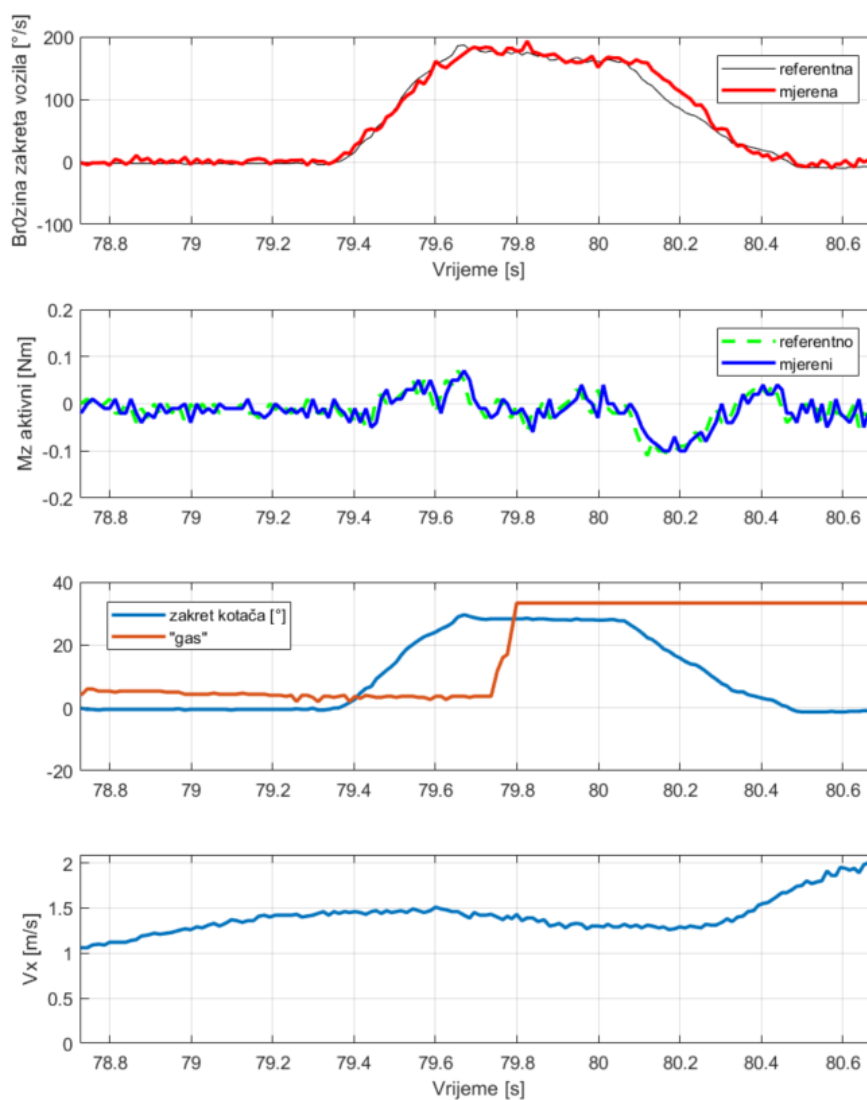 Br0zina zakreta vozila [°/s]
200
100
0
-100
referentna
mjerena
78.8 79 79.2 79.4 79.6 79.8 80 80.2 80.4 80.6
Vrijeme [s]
Mz aktivni [Nm]
0.2
0.1
0
-0.1
-0.2
referentno
mjereni
78.8 79 79.2 79.4 79.6 79.8 80 80.2 80.4 80.6
40
20
0
-20
zakret kotača [°]
"gas"
78.8 79 79.2 79.4 79.6 79.8 80 80.2 80.4 80.6
Vx [m/s]
2
1.5
1
0.5
0
78.8 79 79.2 79.4 79.6 79.8 80 80.2 80.4 80.6
Vrijeme [s]